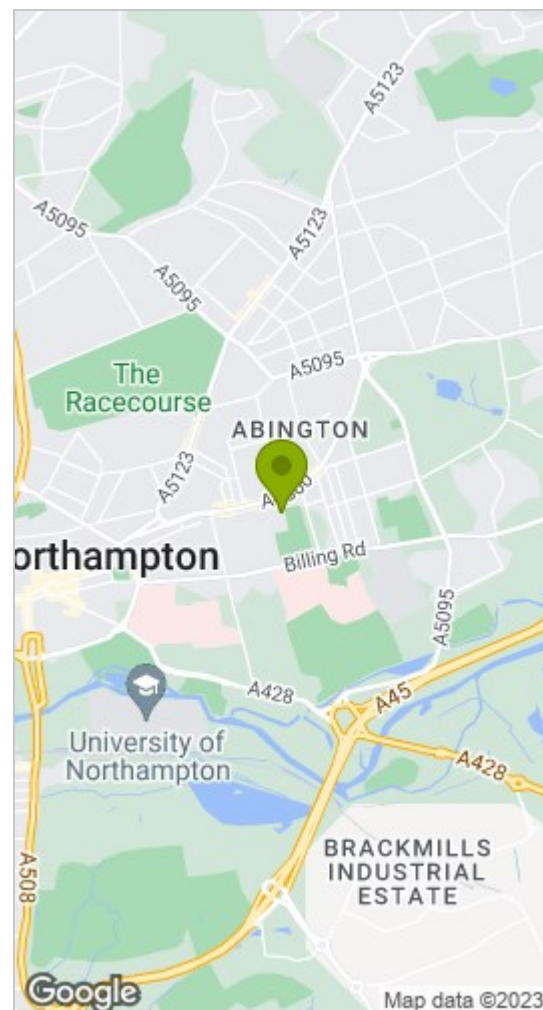 A5123
A5095
A5123
A5095
A5095
The
Racecourse
ABINGTON
A5123
orthampton
Billing Rd
A5095
A428
A45
University of
Northampton
A428
A508
BRACKMILLS
INDUSTRIAL
ESTATE
Google
Map data ©2023